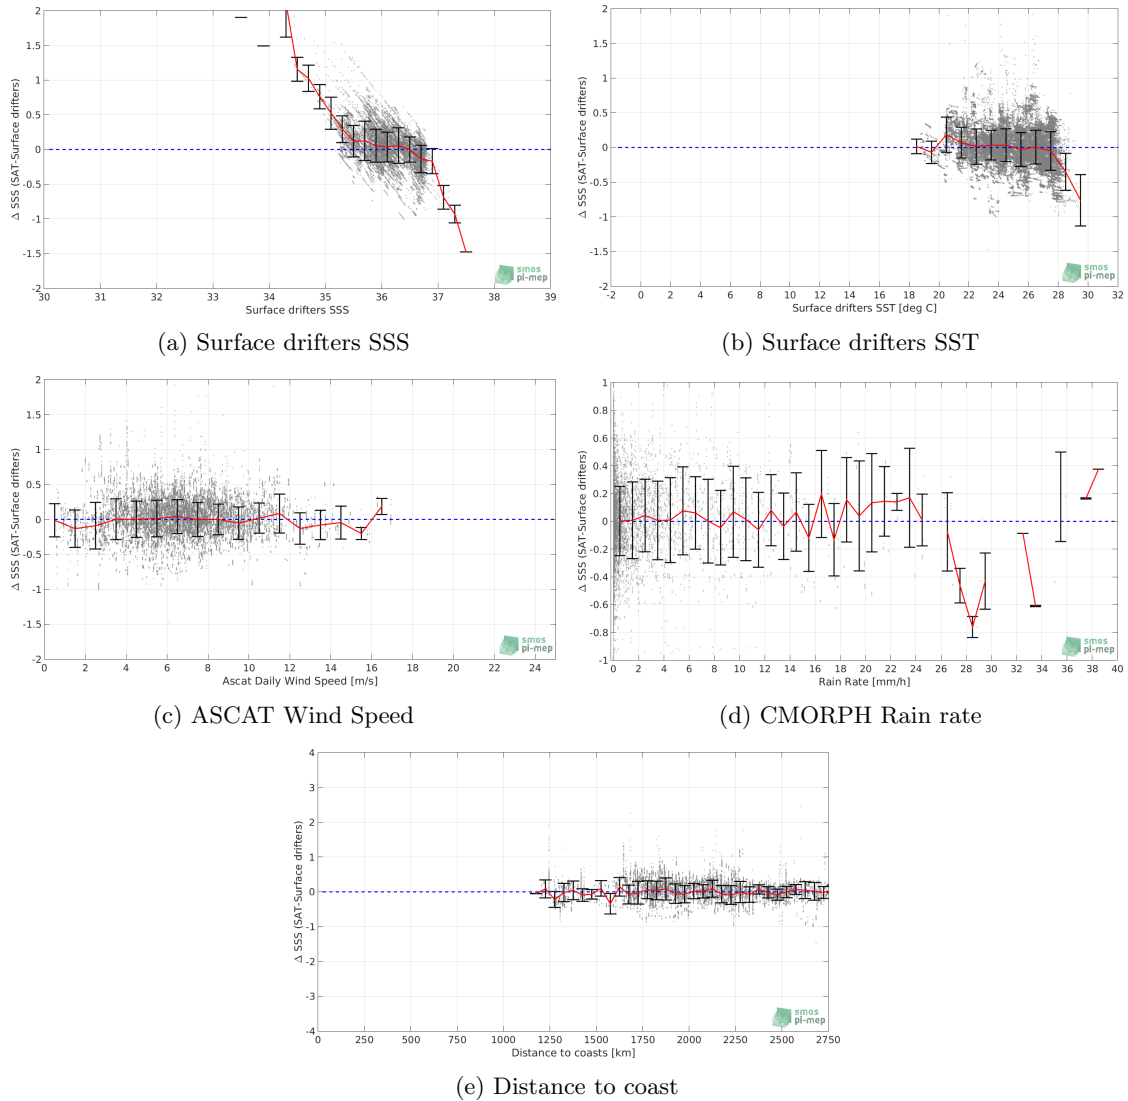 2
1.5
1
0.5
0
-0.5
-1
-1.5
-2
Δ SSS (SAT-Surface drifters)
30 31 32 33 34 35 36 37 38 39
Surface drifters SSS
smos
pi-mep
(a) Surface drifters SSS
2
1.5
1
0.5
0
-0.5
-1
-1.5
-2
Δ SSS (SAT-Surface drifters)
-2 0 2 4 6 8 10 12 14 16 18 20 22 24 26 28 30 32
Surface drifters SST [deg C]
smos
pi-mep
(b) Surface drifters SST
2
1.5
1
0.5
0
-0.5
-1
-1.5
-2
Δ SSS (SAT-Surface drifters)
0 2 4 6 8 10 12 14 16 18 20 22 24
Ascat Daily Wind Speed [m/s]
smos
pi-mep
(c) ASCAT Wind Speed
1
0.8
0.6
0.4
0.2
0
-0.2
-0.4
-0.6
-0.8
-1
Δ SSS (SAT-Surface drifters)
0 2 4 6 8 10 12 14 16 18 20 22 24 26 28 30 32 34 36 38 40
Rain Rate [mm/h]
smos
pi-mep
(d) CMORPH Rain rate
4
3
2
1
0
-1
-2
-3
-4
Δ SSS (SAT-Surface drifters)
0 250 500 750 1000 1250 1500 1750 2000 2250 2500 2750
Distance to coasts [km]
smos
pi-mep
(e) Distance to coast